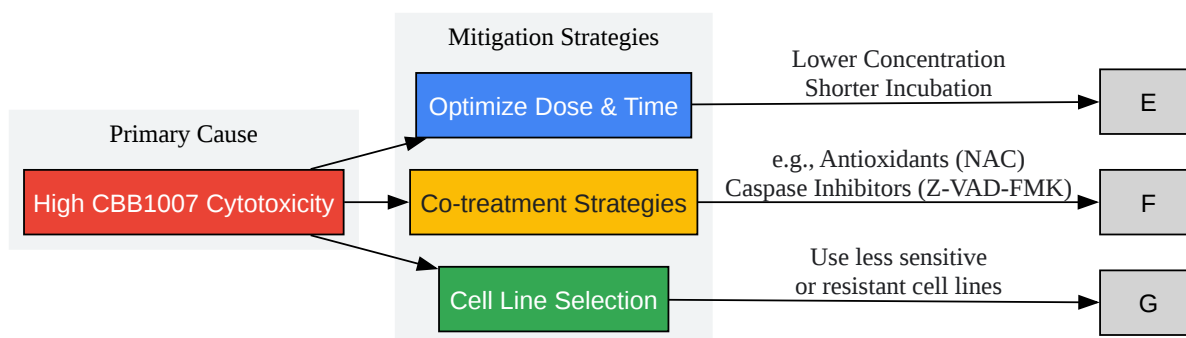 Mitigation Strategies
Lower Concentration
Shorter Incubation
Optimize Dose & Time
E
Primary Cause
e.g., Antioxidants (NAC)
Caspase Inhibitors (Z-VAD-FMK)
High CBB1007 Cytotoxicity
Co-treatment Strategies
F
Use less sensitive
or resistant cell lines
Cell Line Selection
G